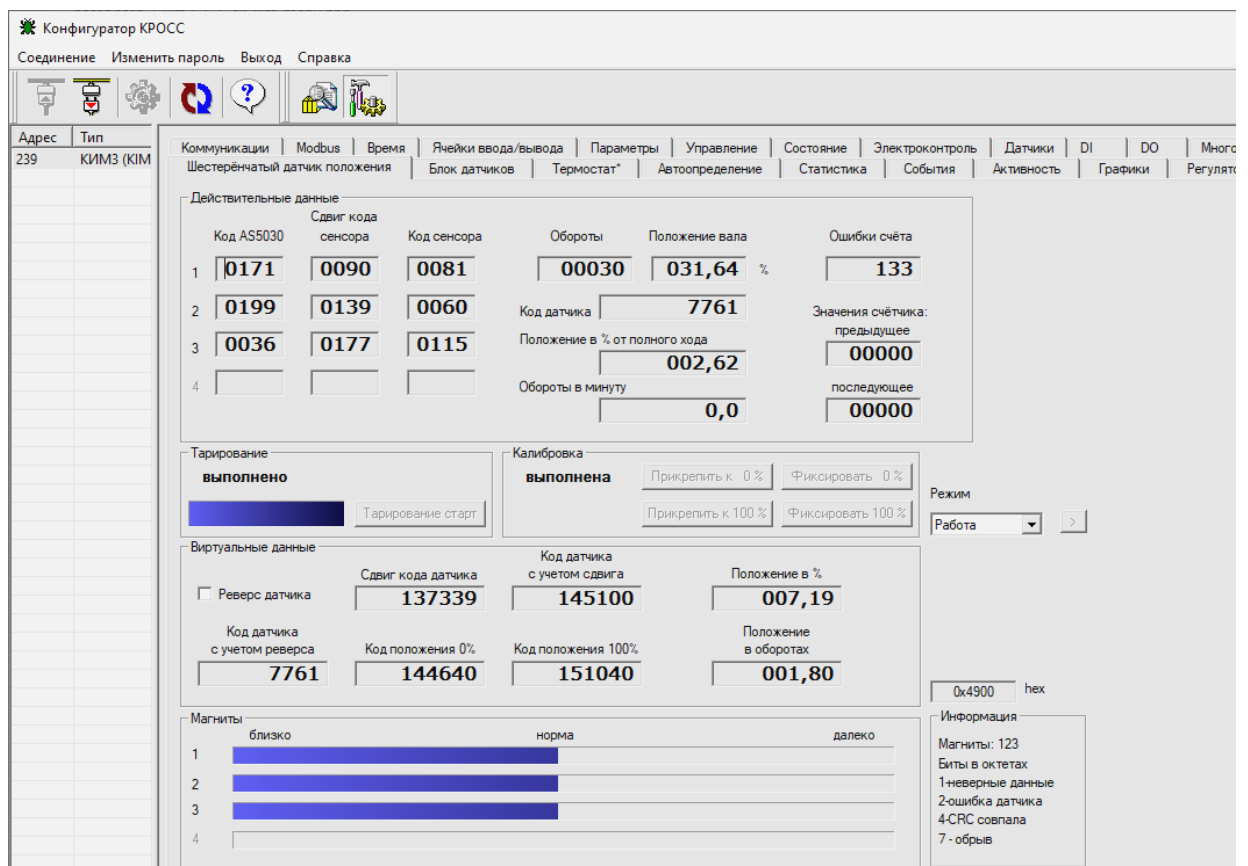 Конфигуратор КРОСС
Соединение Изменить пароль Выход Справка
Адрес Тип
239 КИМ3 (KIM
Коммуникации Modbus Время Ячейки ввода/вывода Параметры Управление Состояние Электроконтроль Датчики DI DO Много
Шестерёнчатый датчик положения Блок датчиков Термостат* Автоопределение Статистика События Активность Графики Регулято
Действительные данные
Сдвиг кода
Код AS5030 сенсора Код сенсора Обороты Положение вала Ошибки счёта
1 0171 0090 0081 00030 031,64 % 133
2 0199 0139 0060 Код датчика 7761 Значения счётчика:
предыдущее
3 0036 0177 0115 Положение в % от полного хода 00000
002,62
4 Обороты в минуту последующее
0,0 00000
Тарирование Калибровка
выполнено выполнена Прикрепить к 0 % Фиксировать 0 %
Режим
Тарирование старт Прикрепить к 100 % Фиксировать 100 %
Работа >
Виртуальные данные
Код датчика
Сдвиг кода датчика с учетом сдвига Положение в %
Реверс датчика 137339 145100 007,19
Код датчика Положение
с учетом реверса Код положения 0% Код положения 100% в оборотах
7761 144640 151040 001,80
0x4900 hex
Магниты Информация
близко норма далеко
1 Магниты: 123
Биты в октетах
2 1-неверные данные
2-ошибка датчика
3 4-CRC совпала
4 7 - обрыв